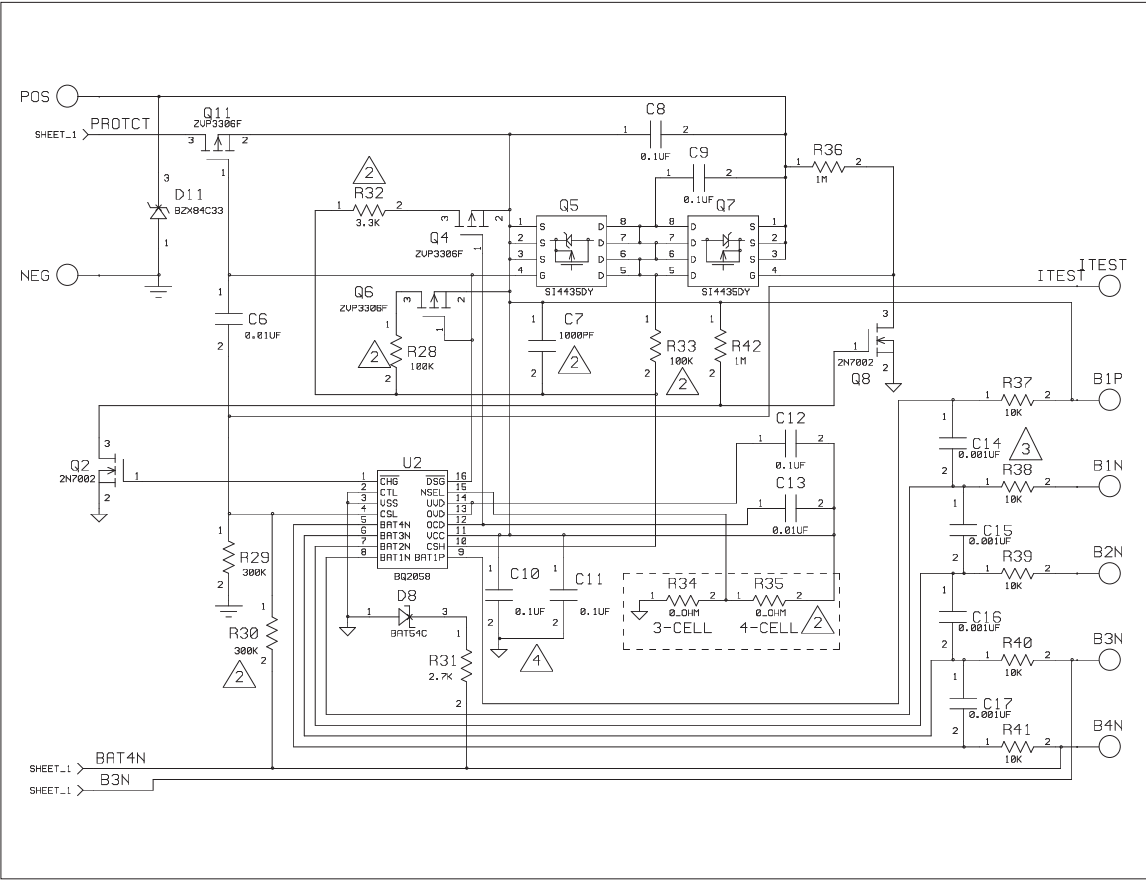 POS
SHEET_1 PROTCT
Q11
ZVP3306F
3 2
1
3
D11
BZX84C33
1
NEG
C8
1 2
0.1UF
C9
1 2
0.1UF
R36
1 2
1M
2
R32
1 2
3.3K
3 2
Q4 1
ZVP3306F
Q5
1 S D 8
2 S D 7
3 S D 6
4 G D 5
SI4435DY
Q7
8 D S 1
7 D S 2
6 D S 3
5 D G 4
SI4435DY
ITEST ITEST
Q6
ZVP3306F
3 2
1
1
C6
0.01UF
2
1
R28
100K
2
2
1
C7
1000PF
2
2
1
R33
100K
2
2
1
R42
1M
2
3
1
2N7002
2
Q8
R37
1 2
10K
B1P
3
Q2
2N7002
1
2
U2
1 CHG DSG 16
2 CTL NSEL 15
3 VSS UVD 14
4 CSL OVD 13
5 BAT4N OCD 12
6 BAT3N VCC 11
7 BAT2N CSH 10
8 BAT1N BAT1P 9
BQ2058
C12
1 2
0.1UF
C13
1 2
0.01UF
1
C14
0.001UF
2
3
R38
1 2
10K
B1N
1
C15
0.001UF
2
R39
1 2
10K
B2N
1
R29
300K
2
D8
1 3
BAT54C
1
C10
0.1UF
2
1
C11
0.1UF
2
4
R34
1 2
0_OHM
3-CELL
R35
1 2
0_OHM
4-CELL
2
1
C16
0.001UF
2
1
R30
300K
2
2
1
R31
2.7K
2
R40
1 2
10K
B3N
1
C17
0.001UF
2
R41
1 2
10K
B4N
SHEET_1 BAT4N
SHEET_1 B3N